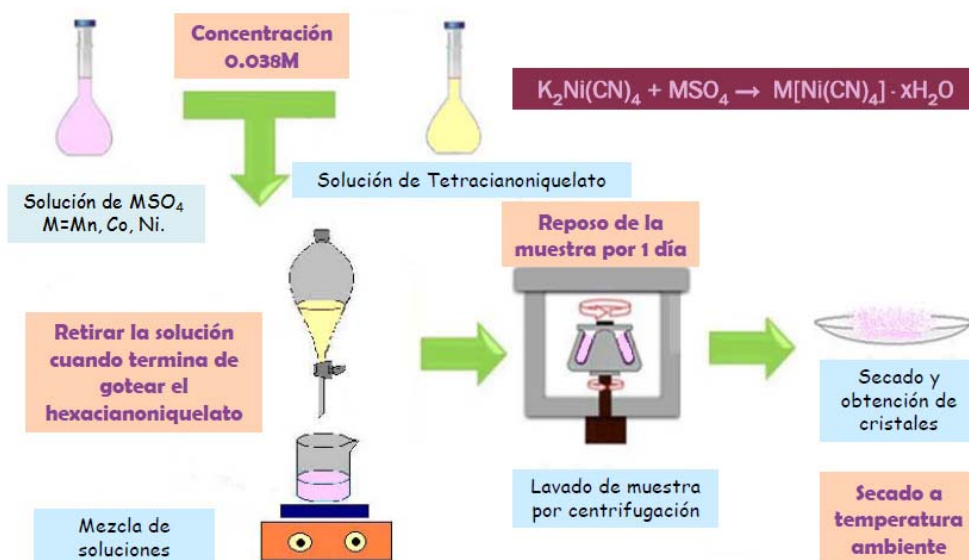 Concentración
0.038M
K₂Ni(CN)₄ + MSO₄ → M[Ni(CN)₄] · xH₂O
Solución de MSO₄
M=Mn, Co, Ni.
Solución de Tetracianoniquelato
Reposo de la
muestra por 1 día
Retirar la solución
cuando termina de
gotear el
hexacianoniquelato
Secado y
obtención de
cristales
Lavado de muestra
por centrifugación
Mezcla de
soluciones
Secado a
temperatura
ambiente